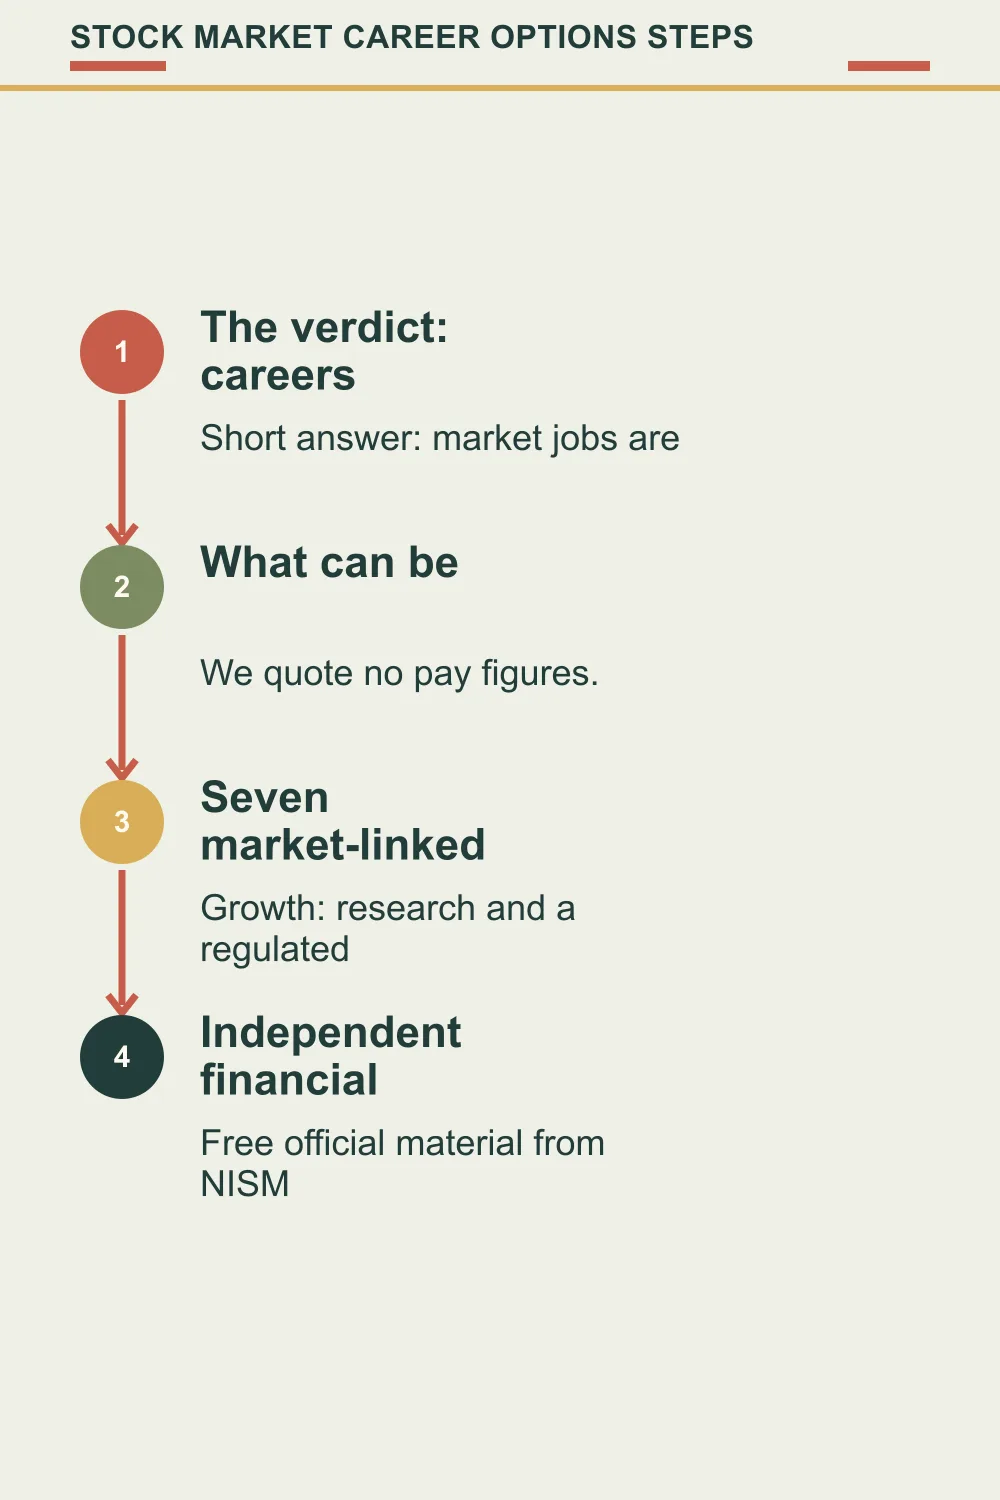 STOCK MARKET CAREER OPTIONS STEPS
1
The verdict:
careers
Short answer: market jobs are
2
What can be
We quote no pay figures.
3
Seven
market-linked
Growth: research and a
regulated
4
Independent
financial
Free official material from
NISM